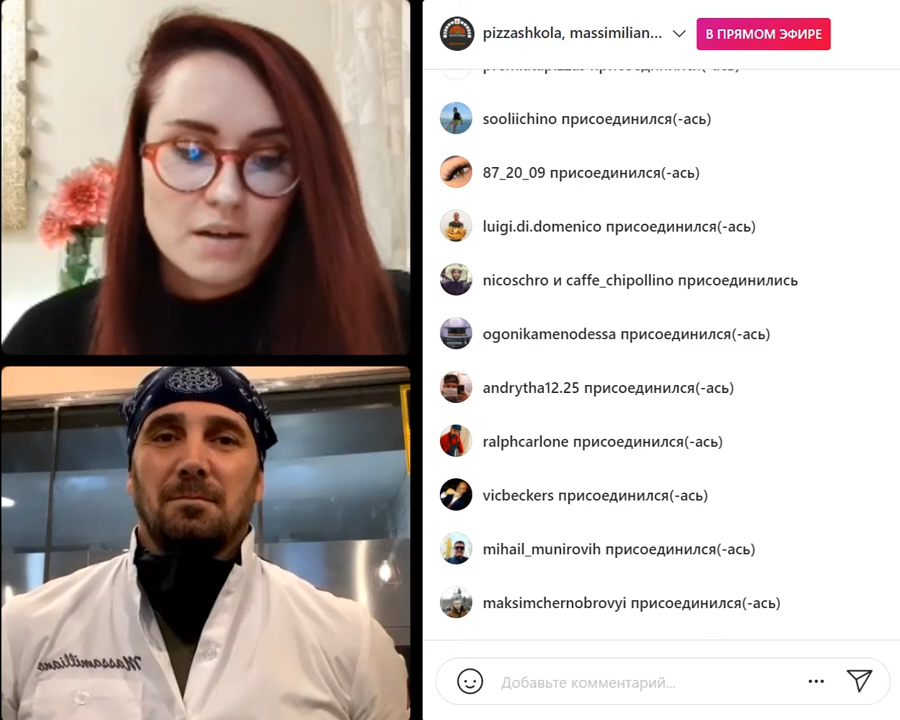 pizzashkola, massimilian...
В ПРЯМОМ ЭФИРЕ
sooliichino присоединился(-ась)
87_20_09 присоединился(-ась)
luigi.di.domenico присоединился(-ась)
nicoschro и caffe_chipollino присоединились
ogonikamenodessa присоединился(-ась)
andrytha12.25 присоединился(-ась)
ralphcarlone присоединился(-ась)
vicbeckers присоединился(-ась)
mihail_munirovih присоединился(-ась)
maksimchernobrovyi присоединился(-ась)
Добавьте комментарий...
Massamilliano